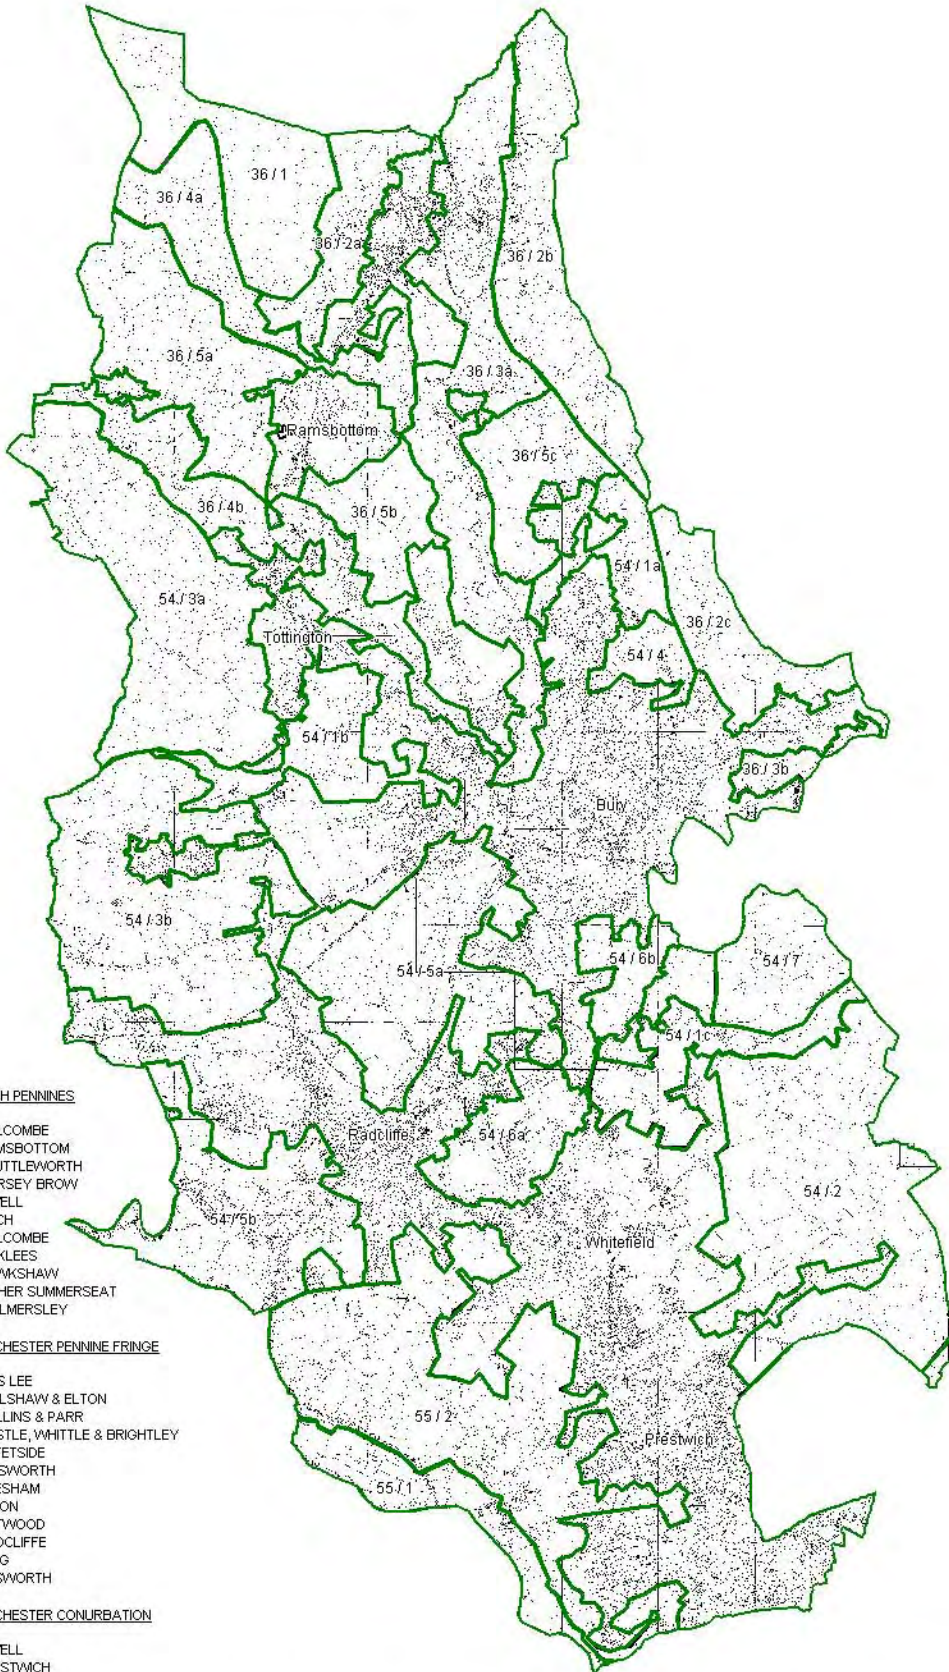 36 / 1
36 / 4a
36 / 2a
36 / 2b
36 / 5a
36 / 3a
Ramsbottom
36 / 5c
36 / 4b
36 / 5b
54 / 1a
54 / 3a
36 / 2c
Tottington
54 / 4
54 / 1b
36 / 3b
Bury
54 / 3b
54 / 5a
54 / 6b
54 / 7
54 / 1c
Radcliffe
54 / 6a
54 / 2
54 / 5b
Whitefield
55 / 2
Prestwich
55 / 1
H PENNINES
LCOMBE
MSBOTTOM
UTTLEWORTH
RSEY BROW
ELL
CH
LCOMBE
KLEES
WKSHAW
HER SUMMERSEAT
LMERSLEY
CHESTER PENNINE FRINGE
S LEE
LSHAW & ELTON
LLINS & PARR
STLE, WHITTLE & BRIGHTLEY
ETSIDE
SWORTH
ESHAM
ON
TWOOD
DCLIFFE
G
SWORTH
CHESTER CONURBATION
ELL
STWICH